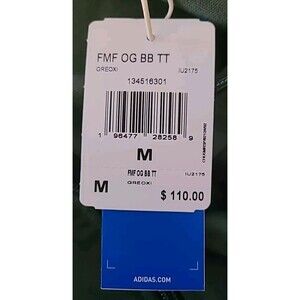 FMF OG BB TT
GREOXI IU2175
134516301
1 96477 28258 9
M
FMF OG BB TT
GREOXI IU2175
M
$ 110.00
ADIDAS.COM